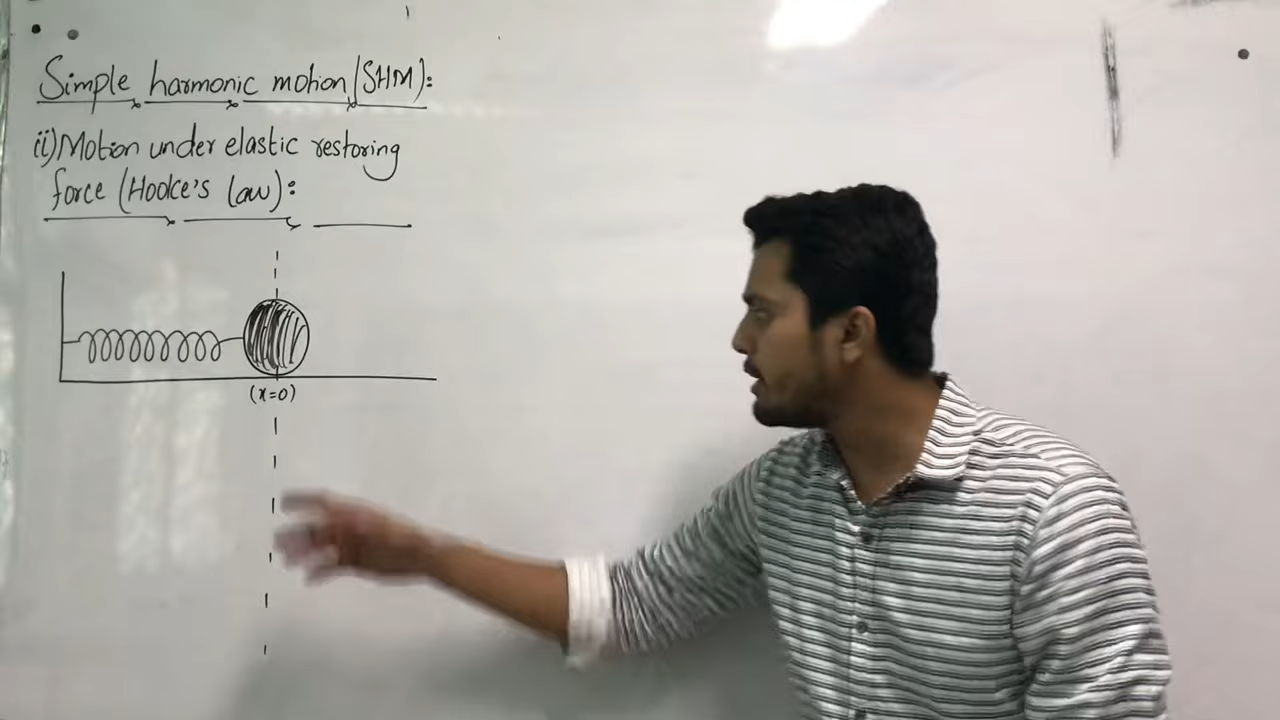 Simple harmonic motion (SHM):
ii) Motion under elastic restoring
force (Hooke's law):
(x=0)